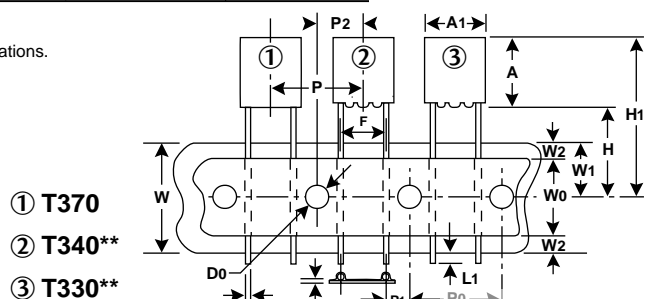 ations.
P2
A1
① ② ③
P
A
H1
F
H
W2
W1
W
W0
① T370
② T340**
W2
D0
L1
③ T330**
P1
P0